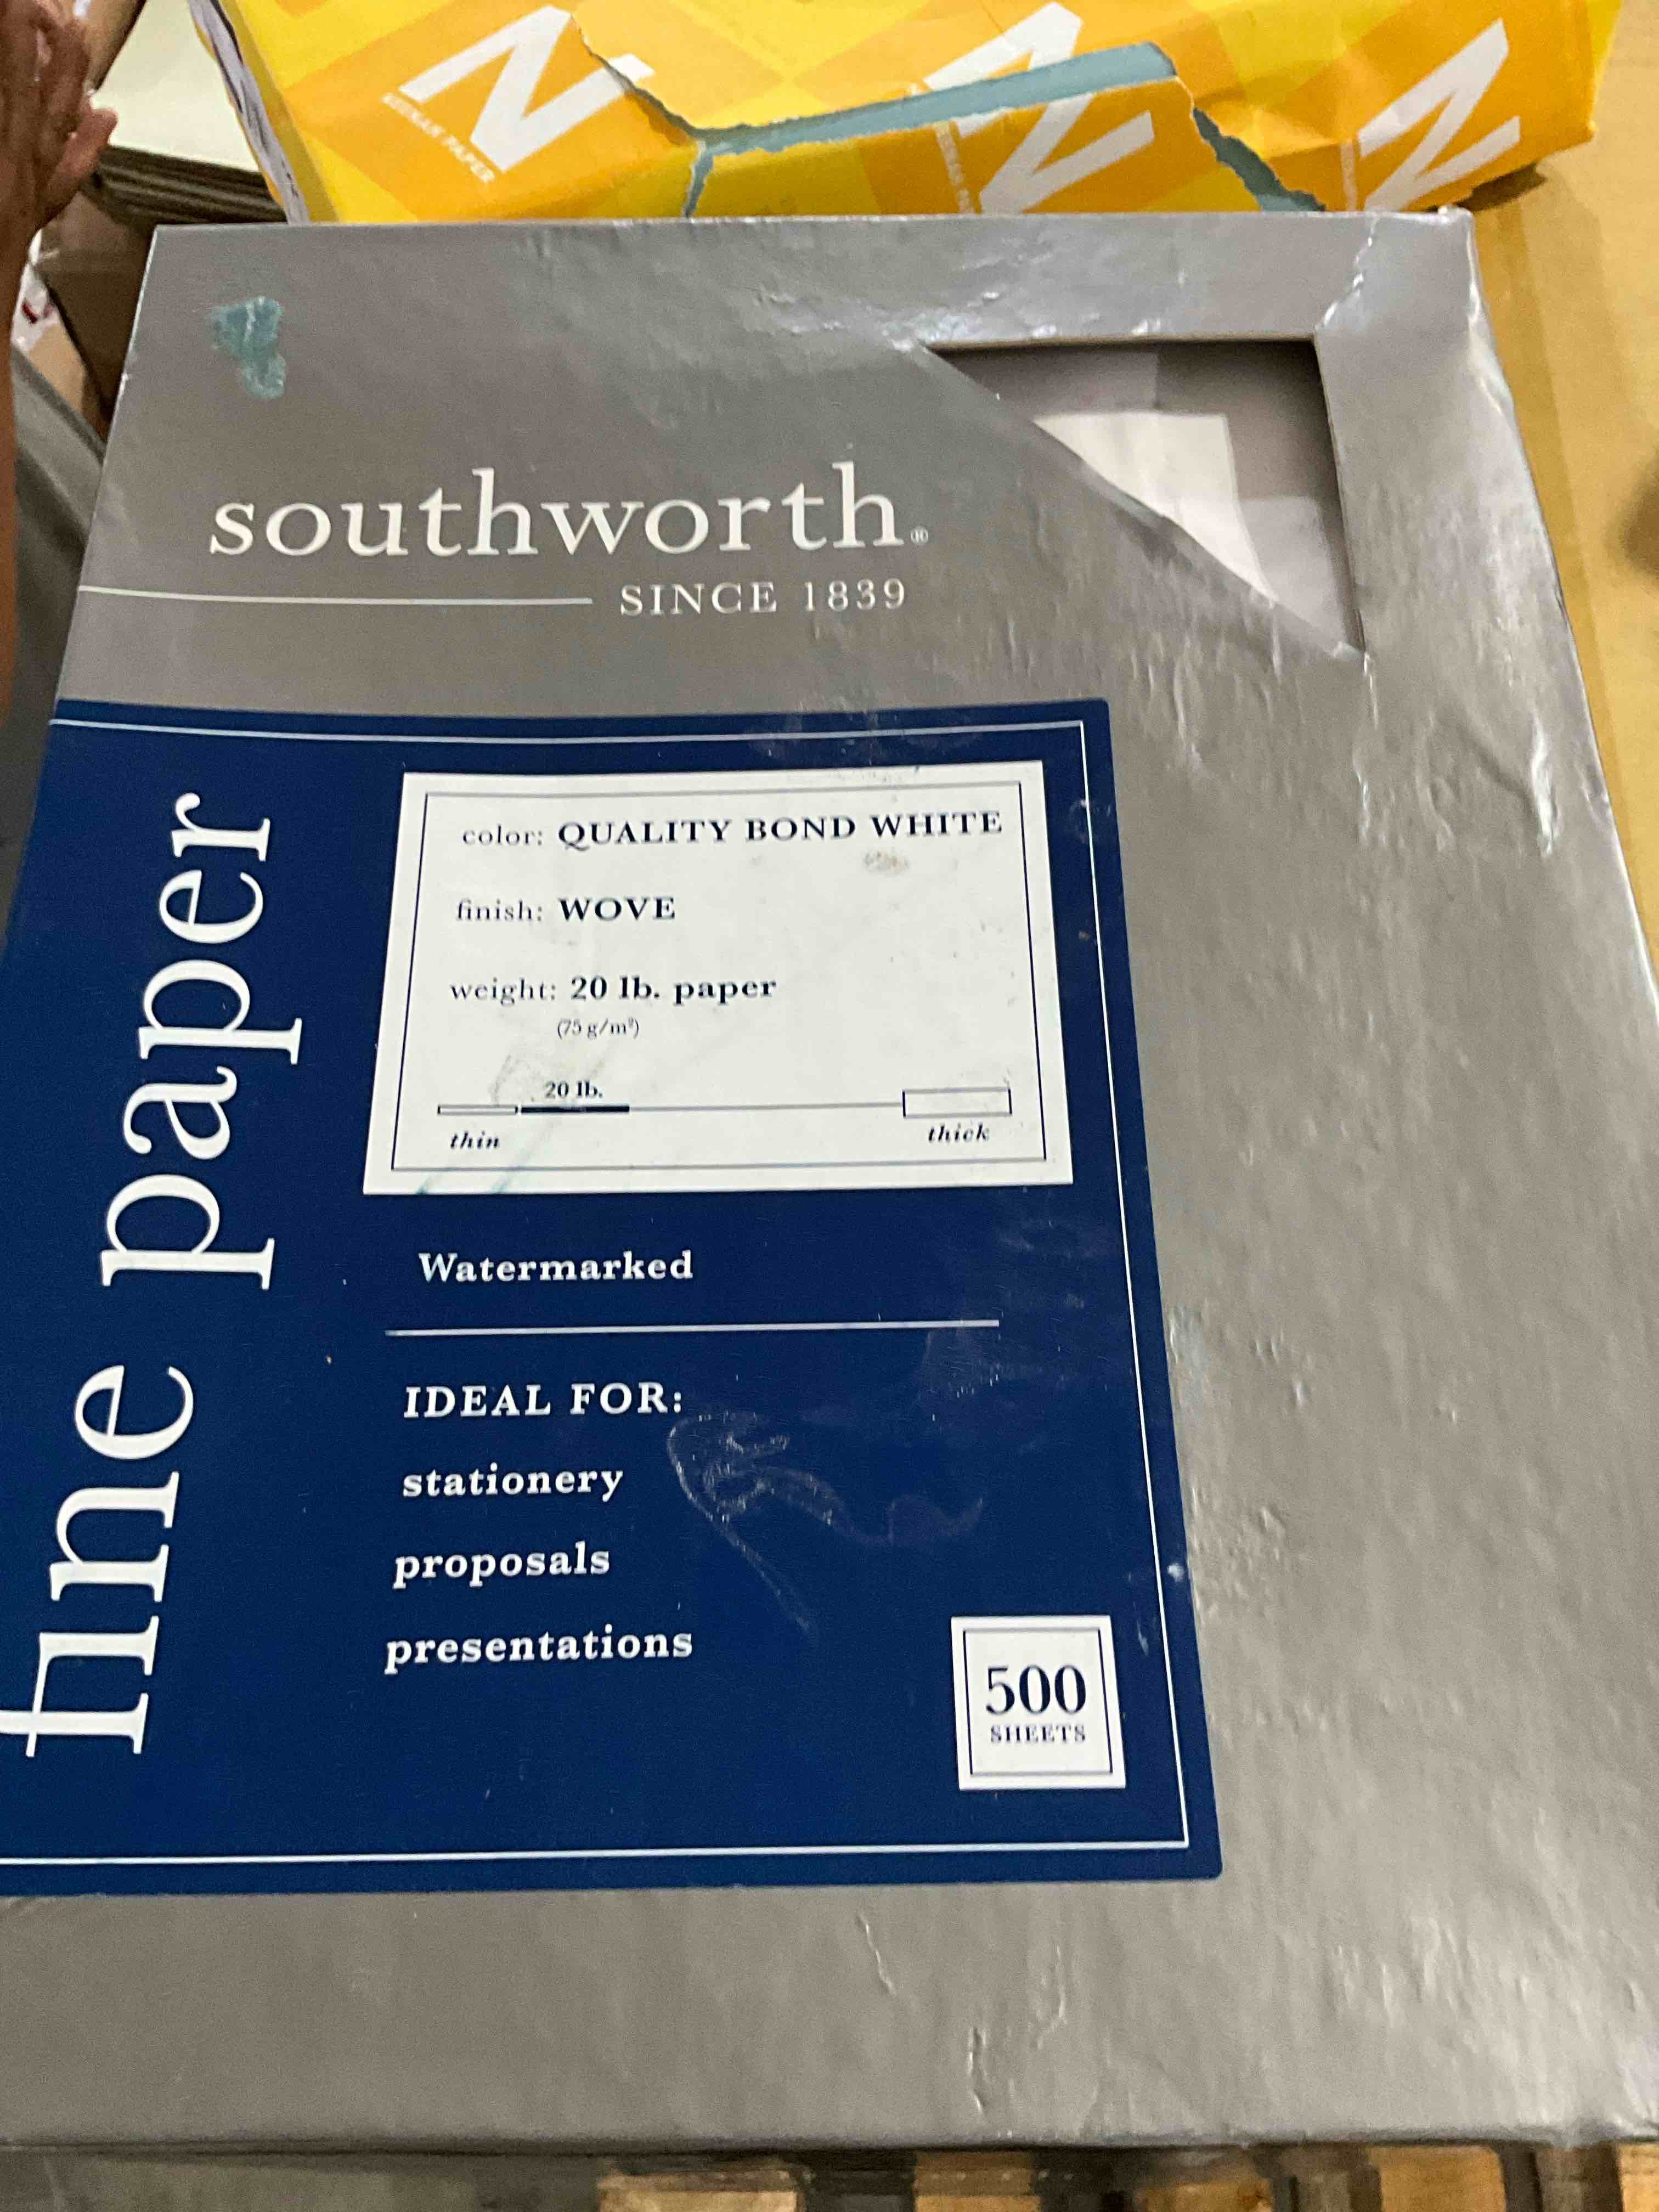 N
N
N
southworth®
SINCE 1839
fine paper
color: QUALITY BOND WHITE
finish: WOVE
weight: 20 lb. paper
(75 g/m²)
20 lb.
thin
thick
Watermarked
IDEAL FOR:
stationery
proposals
presentations
500
SHEETS